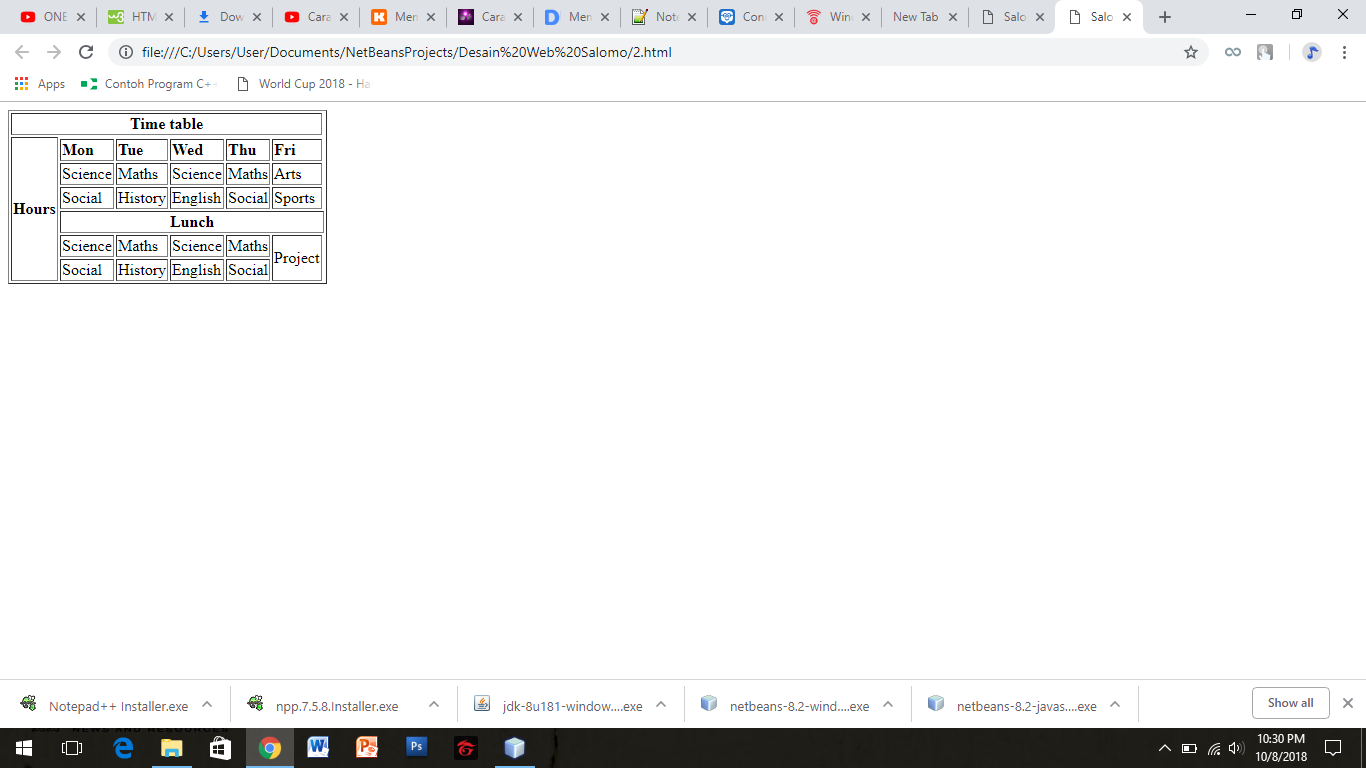 ONE HTM Dow Cara Men Cara Men Note Con Wind New Tab Salo Salo
file:///C:/Users/User/Documents/NetBeansProjects/Desain%20Web%20Salomo/2.html
Apps Contoh Program C++ World Cup 2018 - Ha
Time table
Hours
Mon Tue Wed Thu Fri
Science Maths Science Maths Arts
Social History English Social Sports
Lunch
Science Maths Science Maths Project
Social History English Social
Notepad++ Installer.exe npp.7.5.8.Installer.exe jdk-8u181-window....exe netbeans-8.2-wind....exe netbeans-8.2-javas....exe Show all
NEWS AND RESOURCES
10:30 PM
10/8/2018